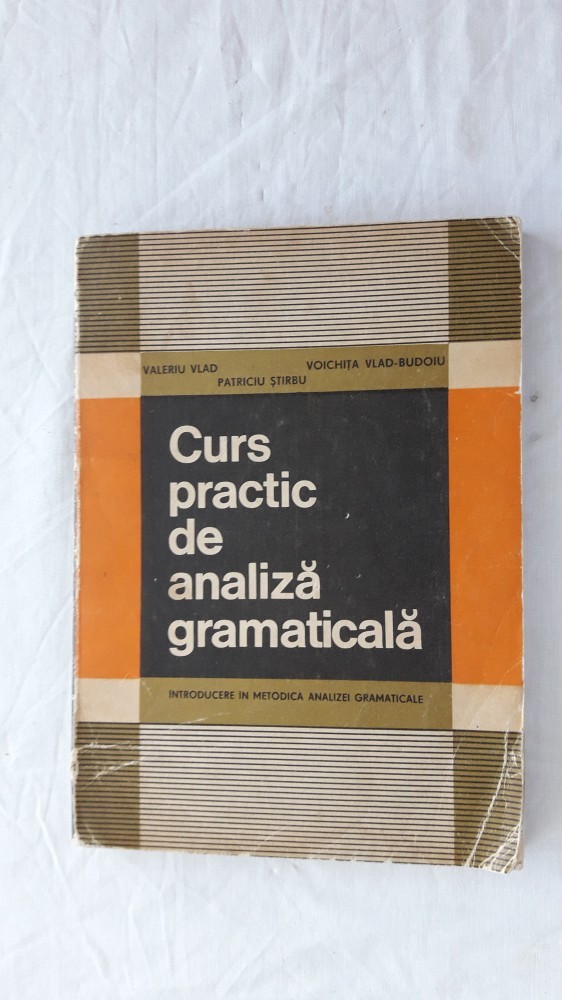 VALERIU VLAD
VOICHIȚA VLAD-BUDOIU
PATRICIU ȘTIRBU
Curs
practic
de
analiză
gramaticală
INTRODUCERE ÎN METODICA ANALIZEI GRAMATICALE